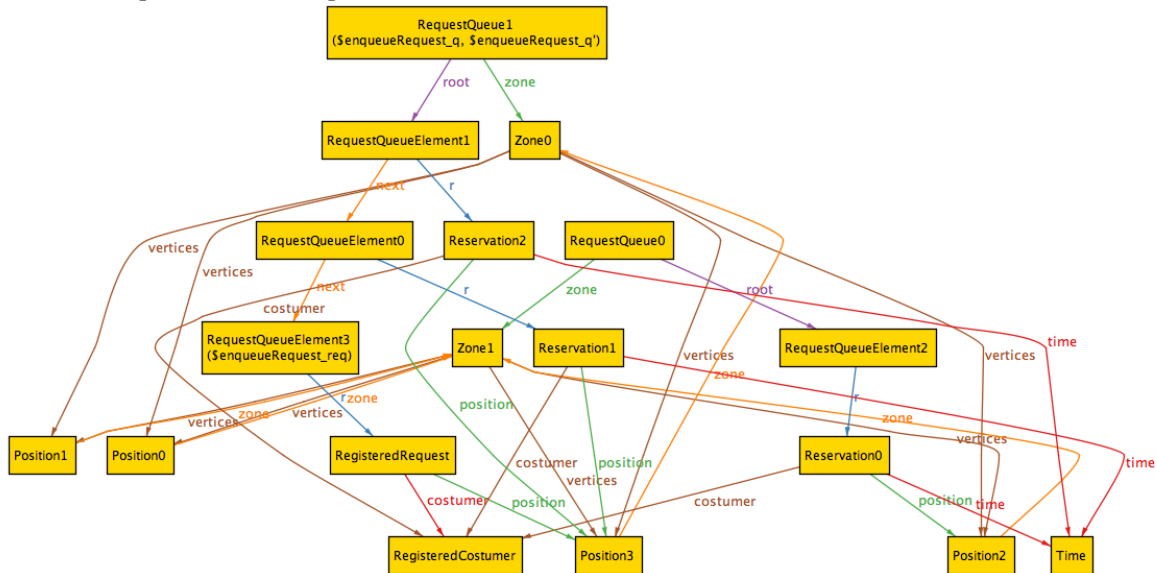 RequestQueue1
($enqueueRequest_q, $enqueueRequest_q')
root
zone
RequestQueueElement1
Zone0
next
r
RequestQueueElement0
Reservation2
RequestQueue0
vertices
vertices
next
r
zone
root
costumer
RequestQueueElement3
($enqueueRequest_req)
Zone1
Reservation1
RequestQueueElement2
time
vertices
vertices
zone
position
r
zone
r
vertices
zone
vertices
zone
vertices
Position1
Position0
RegisteredRequest
costumer
position
Reservation0
time
vertices
costumer
position
costumer
position
time
RegisteredCostumer
Position3
Position2
Time